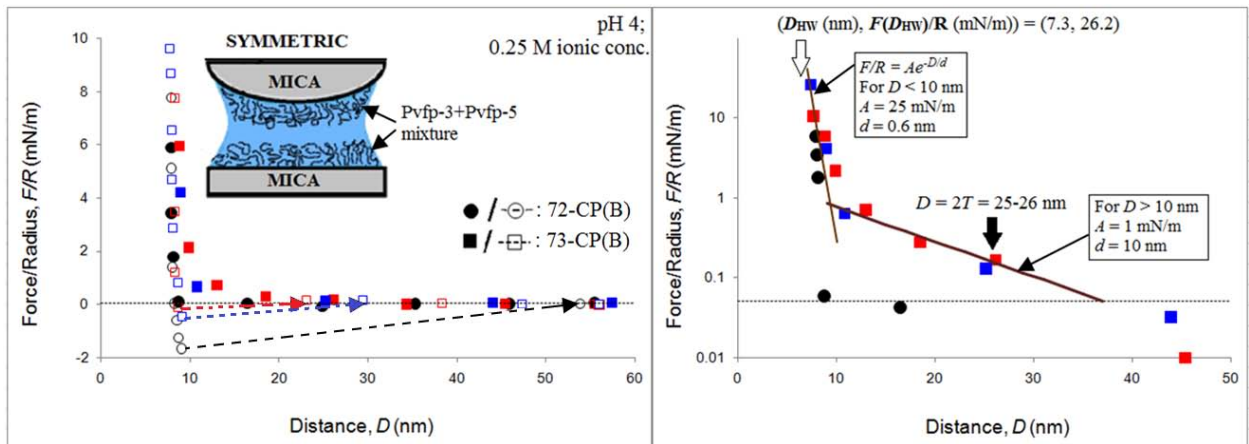 pH 4;
0.25 M ionic conc.
SYMMETRIC
MICA
Pvfp-3+Pvfp-5
mixture
MICA
/ : 72-CP(B)
/ : 73-CP(B)
Force/Radius, F/R (mN/m)
10
8
6
4
2
0
-2
0 10 20 30 40 50 60
Distance, D (nm)
(DHW (nm), F(DHW)/R (mN/m)) = (7.3, 26.2)
F/R = Ae-D/d
For D < 10 nm
A = 25 mN/m
d = 0.6 nm
D = 2T = 25-26 nm
For D > 10 nm
A = 1 mN/m
d = 10 nm
Force/Radius, F/R (mN/m)
10
1
0.1
0.01
0 10 20 30 40 50
Distance, D (nm)